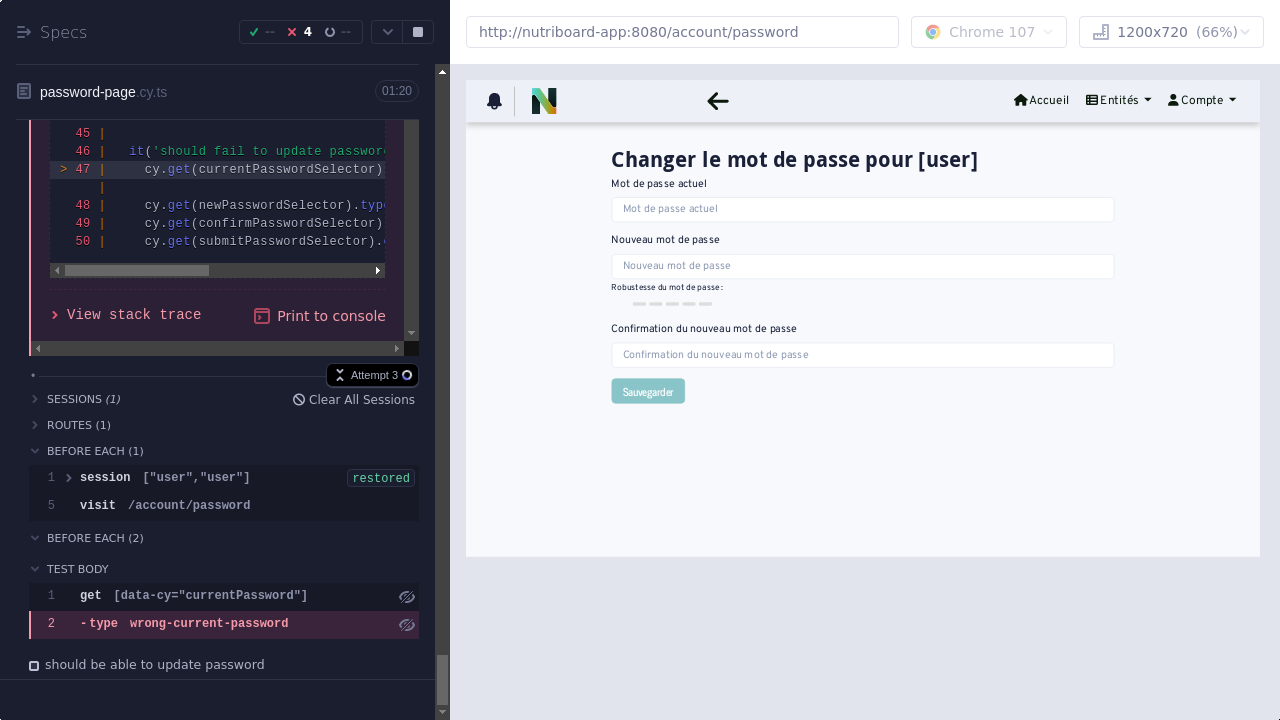 Specs
-- 4 --
password-page.cy.ts
01:20
45 |
46 | it('should fail to update password
> 47 | cy.get(currentPasswordSelector)
|
48 | cy.get(newPasswordSelector).type
49 | cy.get(confirmPasswordSelector)
50 | cy.get(submitPasswordSelector).
View stack trace
Print to console
Attempt 3
SESSIONS (1)
Clear All Sessions
ROUTES (1)
BEFORE EACH (1)
1 session ["user","user"] restored
5 visit /account/password
BEFORE EACH (2)
TEST BODY
1 get [data-cy="currentPassword"]
2 -type wrong-current-password
should be able to update password
http://nutriboard-app:8080/account/password
Chrome 107
1200x720 (66%)
N
Accueil
Entités
Compte
Changer le mot de passe pour [user]
Mot de passe actuel
Mot de passe actuel
Nouveau mot de passe
Nouveau mot de passe
Robustesse du mot de passe :
Confirmation du nouveau mot de passe
Confirmation du nouveau mot de passe
Sauvegarder